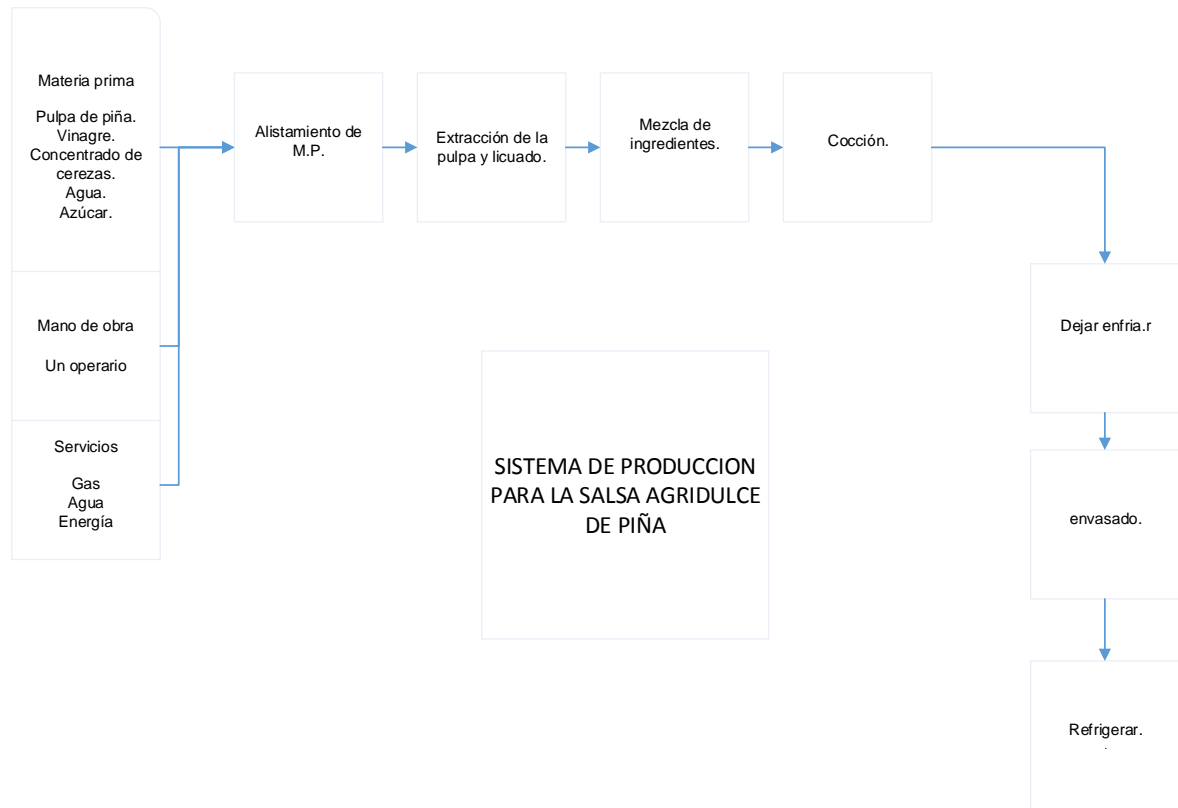 Materia prima
Pulpa de piña.
Vinagre.
Concentrado de
cerezas.
Agua.
Azúcar.
Mano de obra
Un operario
Servicios
Gas
Agua
Energía
Alistamiento de
M.P.
Extracción de la
pulpa y licuado.
Mezcla de
ingredientes.
Cocción.
Dejar enfria.r
envasado.
Refrigerar.
.
SISTEMA DE PRODUCCION
PARA LA SALSA AGRIDULCE
DE PIÑA